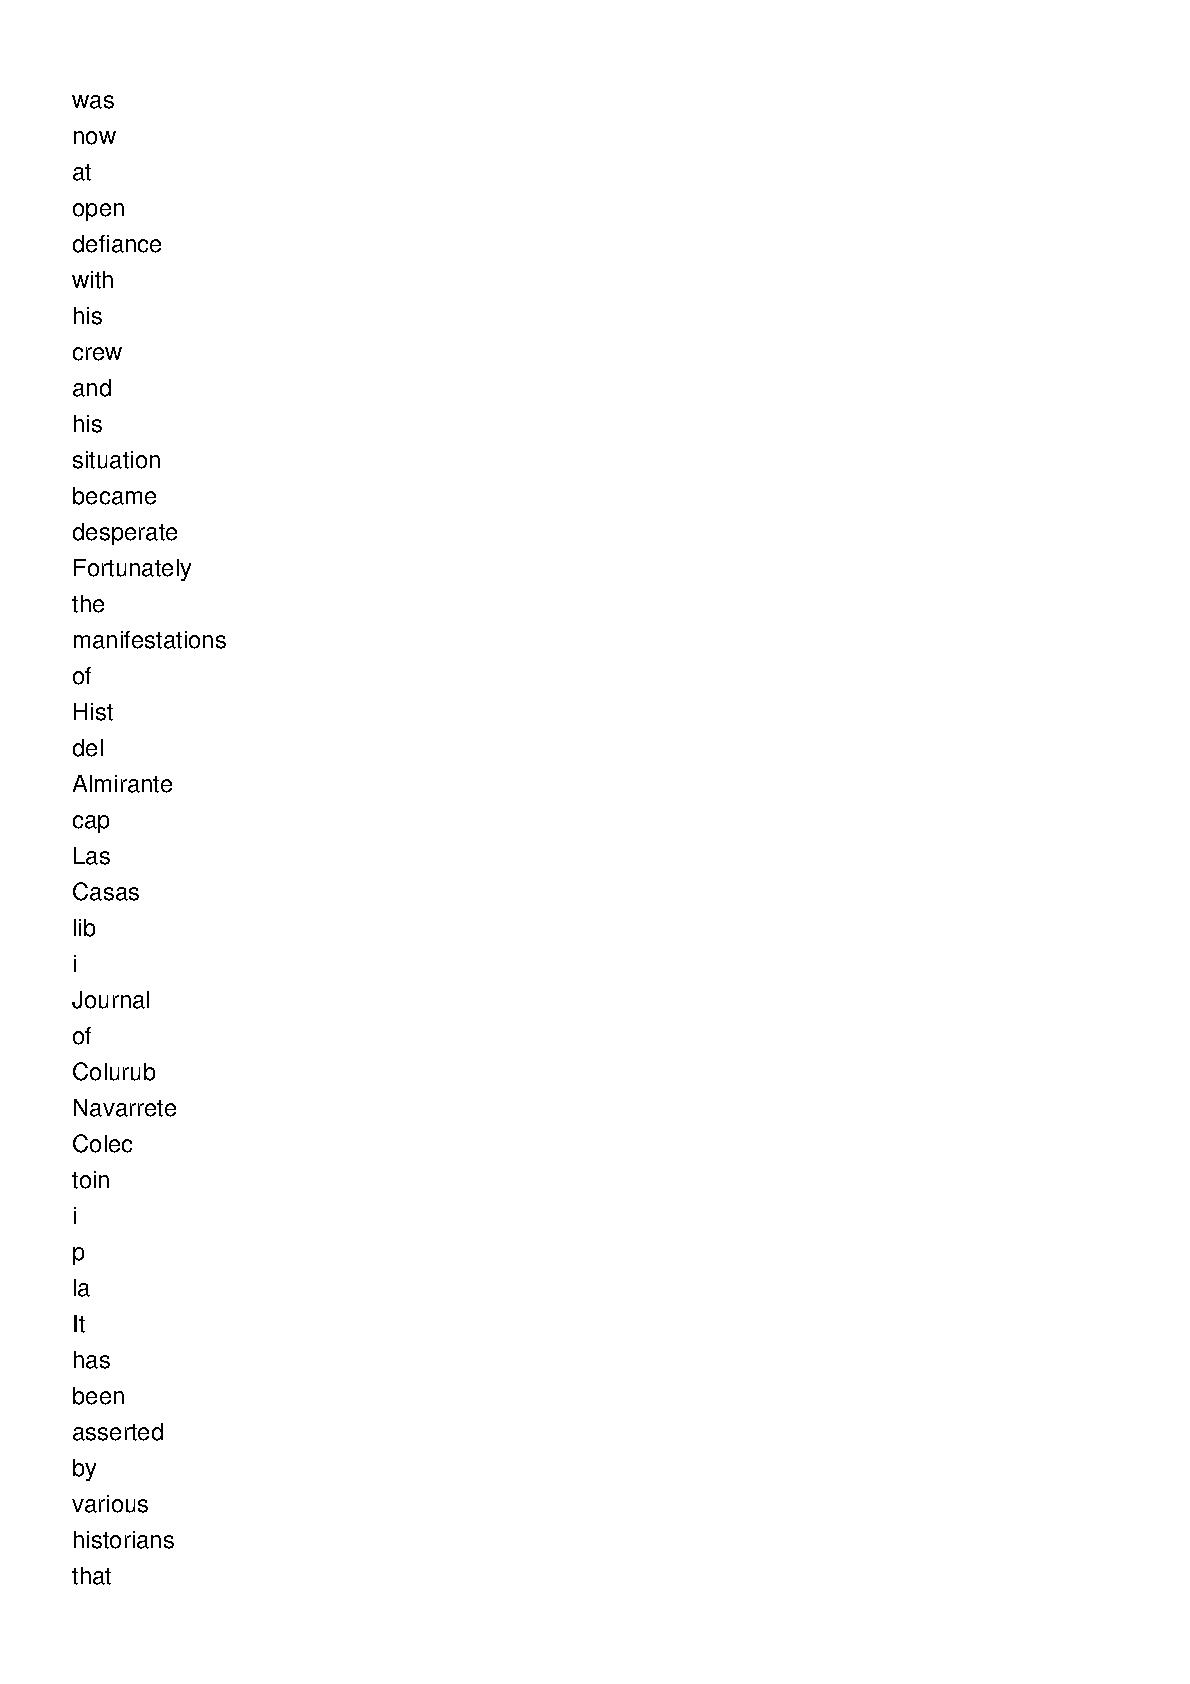 was
now
at
open
defiance
with
his
crew
and
his
situation
became
desperate
Fortunately
the
manifestations
of
Hist
del
Almirante
cap
Las
Casas
lib
i
Journal
of
Colurub
Navarrete
Colec
toin
i
p
la
It
has
been
asserted
by
various
historians
that